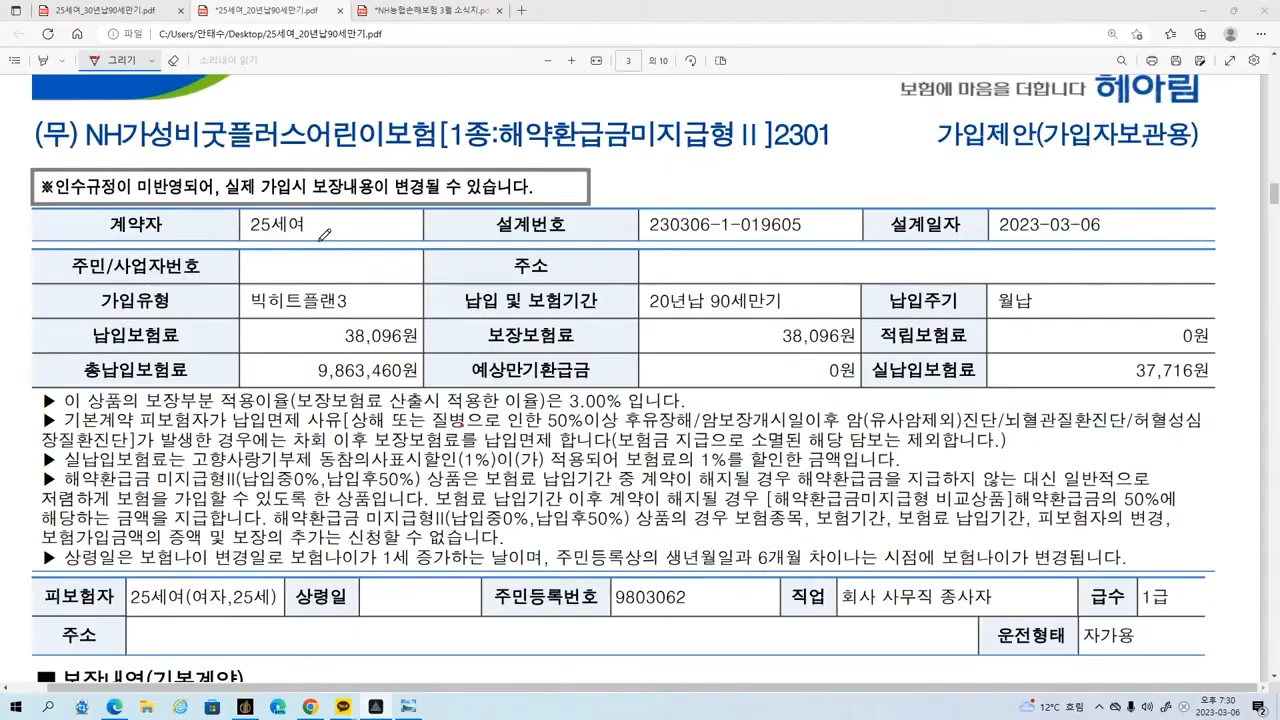 25세여_30년납90세만기.pdf
*25세여_20년납90세만기.pdf
*NH농협손해보험 3월 소식지.pd
파일 C:/Users/안태수/Desktop/25세여_20년납90세만기.pdf
그리기 소리내어 읽기 3 외 10
보험에 마음을 더합니다 헤아림
(무) NH가성비굿플러스어린이보험[1종:해약환급금미지급형Ⅱ]2301 가입제안(가입자보관용)
※인수규정이 미반영되어, 실제 가입시 보장내용이 변경될 수 있습니다.
계약자 25세여 설계번호 230306-1-019605 설계일자 2023-03-06
주민/사업자번호 주소
가입유형 빅히트플랜3 납입 및 보험기간 20년납 90세만기 납입주기 월납
납입보험료 38,096원 보장보험료 38,096원 적립보험료 0원
총납입보험료 9,863,460원 예상만기환급금 0원 실납입보험료 37,716원
▶ 이 상품의 보장부분 적용이율(보장보험료 산출시 적용한 이율)은 3.00% 입니다.
▶ 기본계약 피보험자가 납입면제 사유[상해 또는 질병으로 인한 50%이상 후유장해/암보장개시일이후 암(유사암제외)진단/뇌혈관질환진단/허혈성심
장질환진단]가 발생한 경우에는 차회 이후 보장보험료를 납입면제 합니다(보험금 지급으로 소멸된 해당 담보는 제외합니다.)
▶ 실납입보험료는 고향사랑기부제 동참의사표시할인(1%)이(가) 적용되어 보험료의 1%를 할인한 금액입니다.
▶ 해약환급금 미지급형II(납입중0%,납입후50%) 상품은 보험료 납입기간 중 계약이 해지될 경우 해약환급금을 지급하지 않는 대신 일반적으로
저렴하게 보험을 가입할 수 있도록 한 상품입니다. 보험료 납입기간 이후 계약이 해지될 경우 [해약환급금미지급형 비교상품]해약환급금의 50%에
해당하는 금액을 지급합니다. 해약환급금 미지급형II(납입중0%,납입후50%) 상품의 경우 보험종목, 보험기간, 보험료 납입기간, 피보험자의 변경,
보험가입금액의 증액 및 보장의 추가는 신청할 수 없습니다.
▶ 상령일은 보험나이 변경일로 보험나이가 1세 증가하는 날이며, 주민등록상의 생년월일과 6개월 차이나는 시점에 보험나이가 변경됩니다.
피보험자 25세여(여자,25세) 상령일 주민등록번호 9803062 직업 회사 사무직 종사자 급수 1급
주소 운전형태 자가용
■ 보장내역(기본계약)
12°C 흐림 오후 7:30
2023-03-06